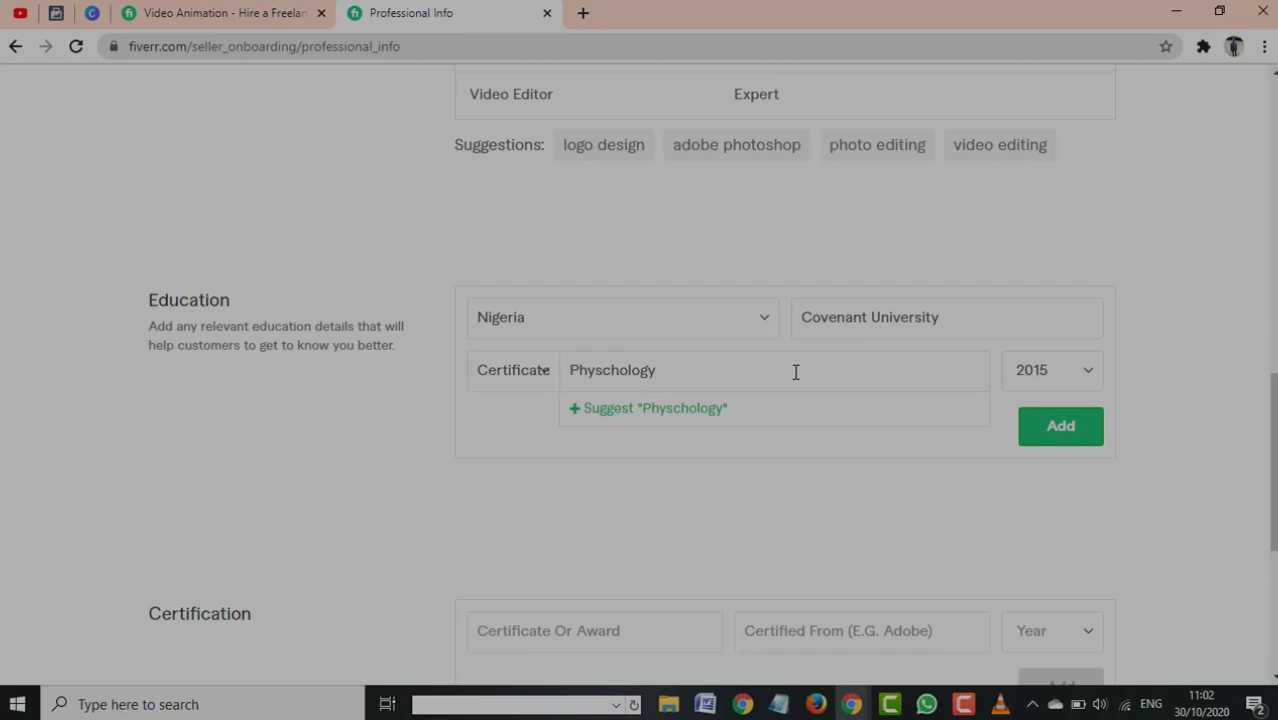 Video Animation - Hire a Freelan
Professional Info
fiverr.com/seller_onboarding/professional_info
Video Editor Expert
Suggestions: logo design adobe photoshop photo editing video editing
Education
Add any relevant education details that will
help customers to get to know you better.
Nigeria Covenant University
Certificate Physchology 2015
+ Suggest "Physchology"
Add
Certification
Certificate Or Award Certified From (E.G. Adobe) Year
Add
Type here to search
ENG
11:02
30/10/2020
2